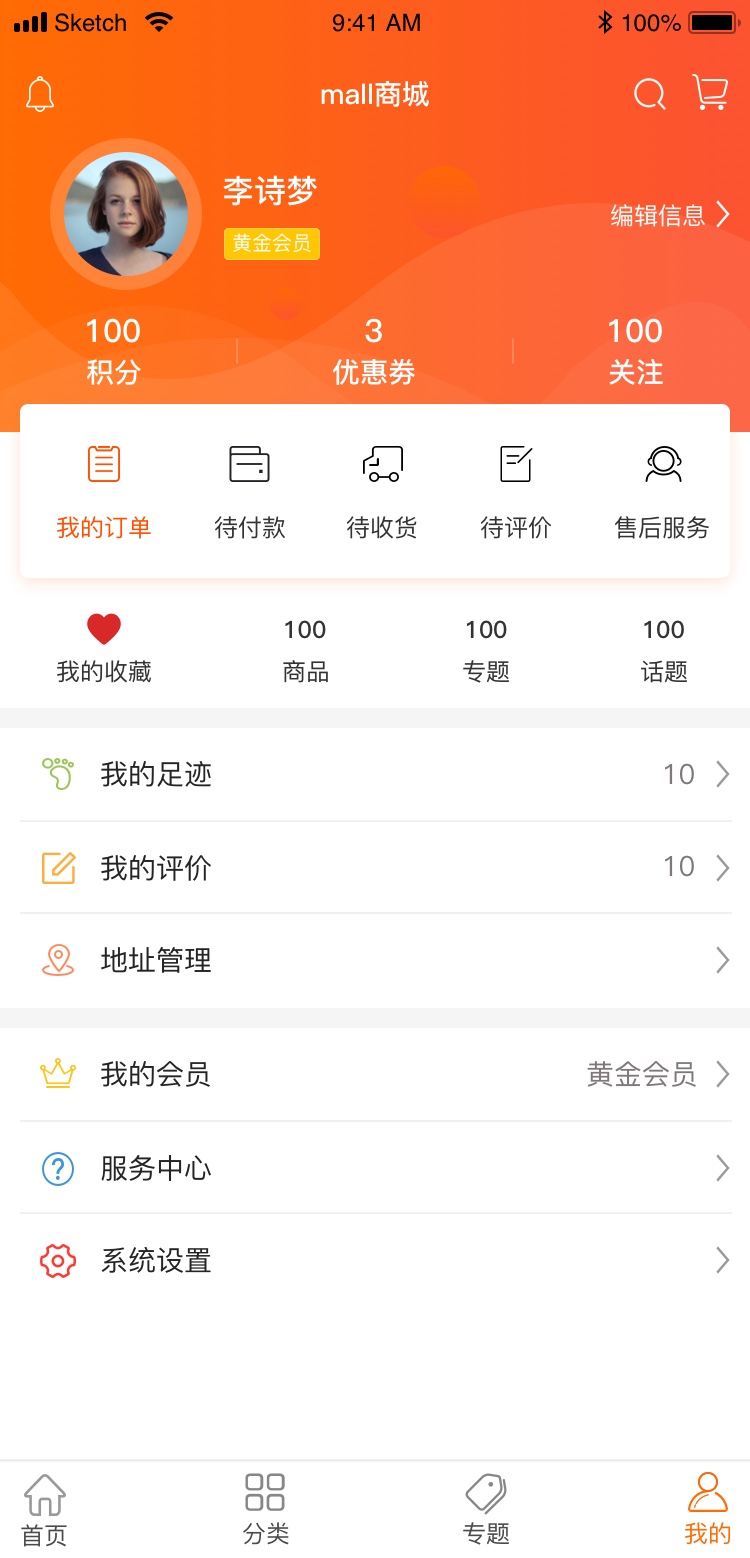 Sketch 9:41 AM 100%
mall商城
李诗梦
黄金会员
编辑信息
100 3 100
积分 优惠券 关注
我的订单 待付款 待收货 待评价 售后服务
100 100 100
我的收藏 商品 专题 话题
我的足迹 10
我的评价 10
地址管理
我的会员 黄金会员
服务中心
系统设置
首页 分类 专题 我的